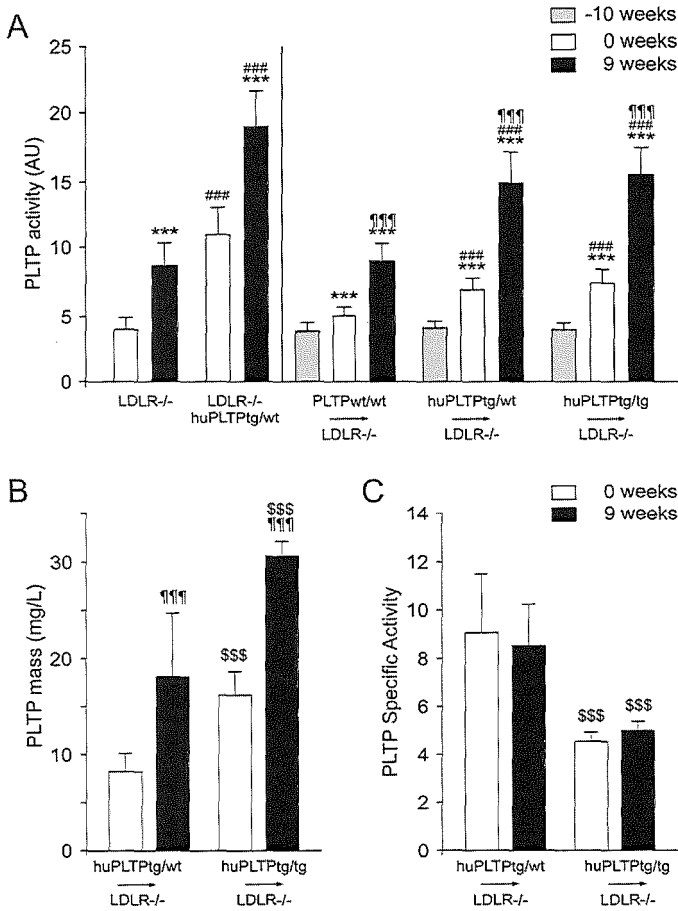 A
-10 weeks
0 weeks
9 weeks
PLTP activity (AU)
25
20
15
10
5
0
***
###
###
***
***
¶¶¶
***
###
***
¶¶¶
###
***
###
***
¶¶¶
###
***
LDLR-/-
LDLR-/-
huPLTPtg/wt
PLTPwt/wt
LDLR-/-
huPLTPtg/wt
LDLR-/-
huPLTPtg/tg
LDLR-/-
B
PLTP mass (mg/L)
30
20
10
0
¶¶¶
$$$
$$$
¶¶¶
huPLTPtg/wt
LDLR-/-
huPLTPtg/tg
LDLR-/-
C
0 weeks
9 weeks
PLTP Specific Activity
14
12
10
8
6
4
2
0
$$$
$$$
huPLTPtg/wt
LDLR-/-
huPLTPtg/tg
LDLR-/-